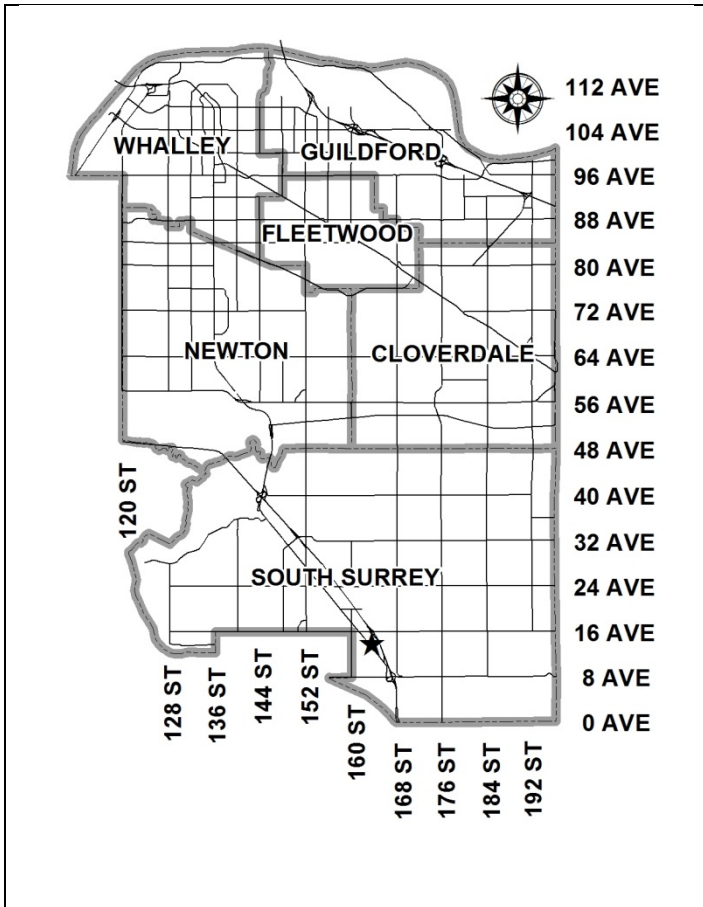 112 AVE
104 AVE
WHALLEY
GUILDFORD
96 AVE
88 AVE
FLEETWOOD
80 AVE
72 AVE
NEWTON
CLOVERDALE
64 AVE
56 AVE
48 AVE
120 ST
40 AVE
32 AVE
SOUTH SURREY
24 AVE
16 AVE
128 ST
136 ST
144 ST
152 ST
160 ST
8 AVE
0 AVE
168 ST
176 ST
184 ST
192 ST